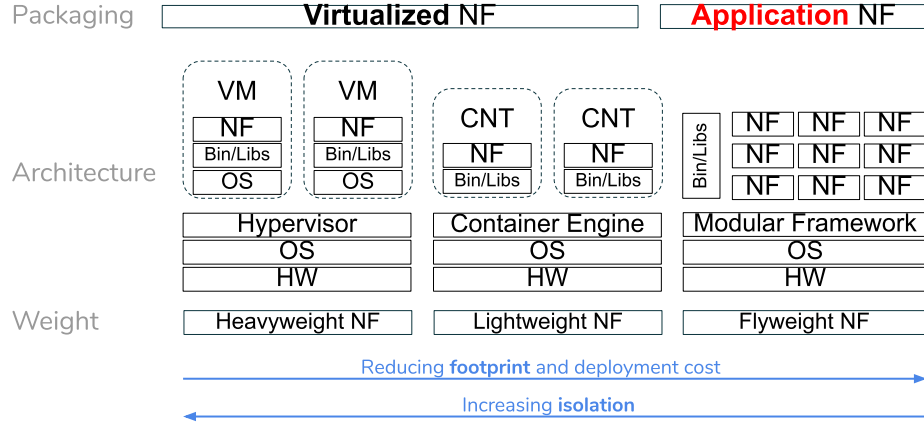 Packaging
Virtualized NF
Application NF
Architecture
VM
NF
Bin/Libs
OS
VM
NF
Bin/Libs
OS
Hypervisor
OS
HW
CNT
NF
Bin/Libs
CNT
NF
Bin/Libs
Container Engine
OS
HW
Bin/Libs
NF NF NF
NF NF NF
NF NF NF
Modular Framework
OS
HW
Weight
Heavyweight NF
Lightweight NF
Flyweight NF
Reducing footprint and deployment cost
Increasing isolation